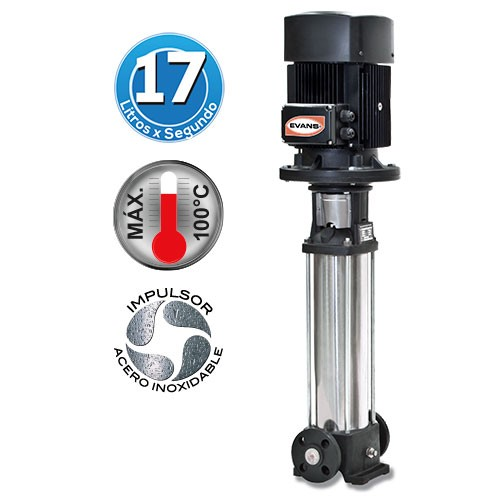 17
Litros x Segundo
EVANS
MÁX.
100°C
IMPULSOR
ACERO INOXIDABLE